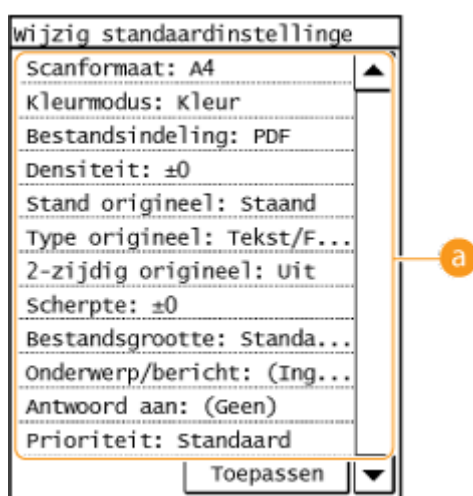 Wijzig standaardinstellinge
Scanformaat: A4
Kleurmodus: Kleur
Bestandsindeling: PDF
Densiteit: ±0
Stand origineel: Staand
Type origineel: Tekst/F...
2-zijdig origineel: Uit
Scherpte: ±0
Bestandsgrootte: Standa...
Onderwerp/bericht: (Ing...
Antwoord aan: (Geen)
Prioriteit: Standaard
Toepassen
a